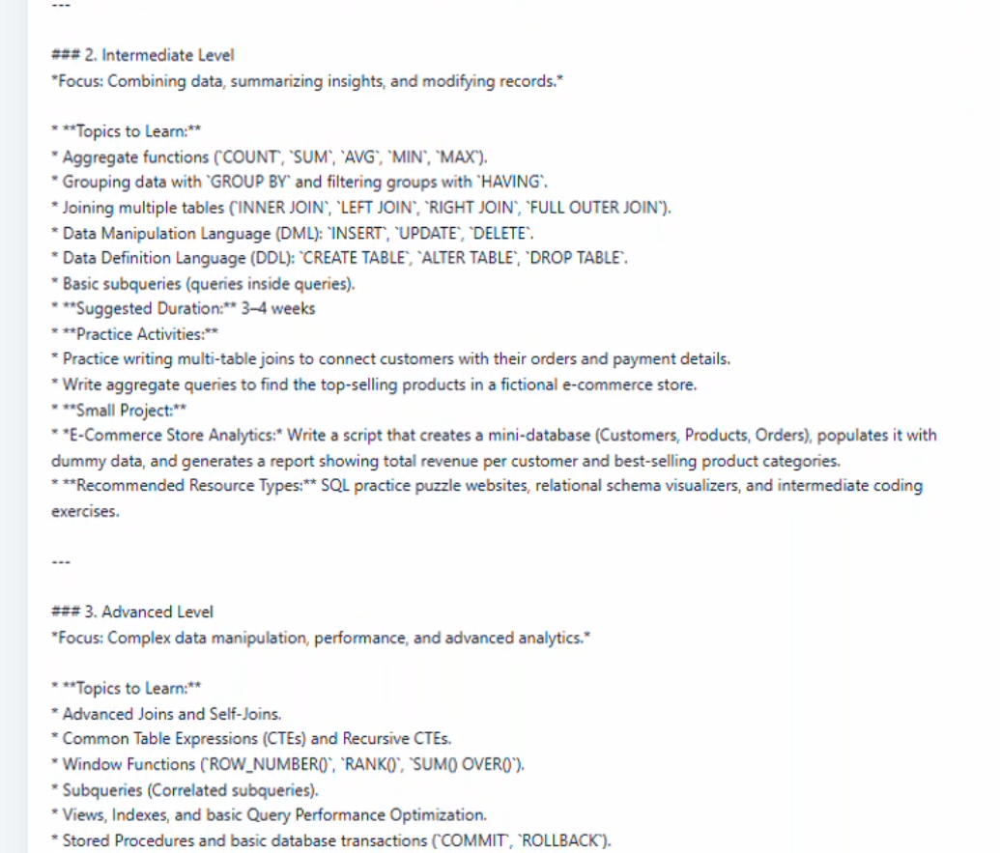 ---
### 2. Intermediate Level
*Focus: Combining data, summarizing insights, and modifying records.*
* **Topics to Learn:**
* Aggregate functions (`COUNT`, `SUM`, `AVG`, `MIN`, `MAX`).
* Grouping data with `GROUP BY` and filtering groups with `HAVING`.
* Joining multiple tables (`INNER JOIN`, `LEFT JOIN`, `RIGHT JOIN`, `FULL OUTER JOIN`).
* Data Manipulation Language (DML): `INSERT`, `UPDATE`, `DELETE`.
* Data Definition Language (DDL): `CREATE TABLE`, `ALTER TABLE`, `DROP TABLE`.
* Basic subqueries (queries inside queries).
* **Suggested Duration:** 3–4 weeks
* **Practice Activities:**
* Practice writing multi-table joins to connect customers with their orders and payment details.
* Write aggregate queries to find the top-selling products in a fictional e-commerce store.
* **Small Project:**
* *E-Commerce Store Analytics:* Write a script that creates a mini-database (Customers, Products, Orders), populates it with
dummy data, and generates a report showing total revenue per customer and best-selling product categories.
* **Recommended Resource Types:** SQL practice puzzle websites, relational schema visualizers, and intermediate coding
exercises.
---
### 3. Advanced Level
*Focus: Complex data manipulation, performance, and advanced analytics.*
* **Topics to Learn:**
* Advanced Joins and Self-Joins.
* Common Table Expressions (CTEs) and Recursive CTEs.
* Window Functions (`ROW_NUMBER()`, `RANK()`, `SUM() OVER()`).
* Subqueries (Correlated subqueries).
* Views, Indexes, and basic Query Performance Optimization.
* Stored Procedures and basic database transactions (`COMMIT`, `ROLLBACK`).